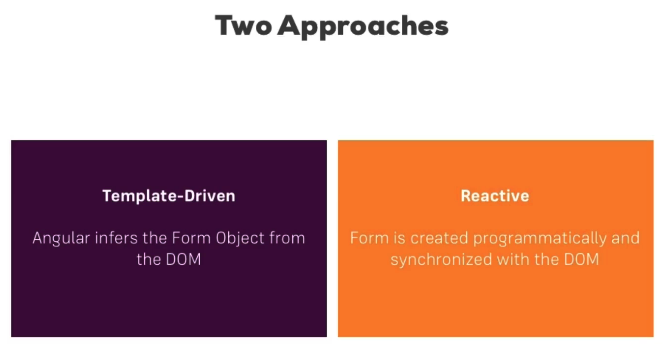 Two Approaches
Template-Driven
Angular infers the Form Object from
the DOM
Reactive
Form is created programmatically and
synchronized with the DOM